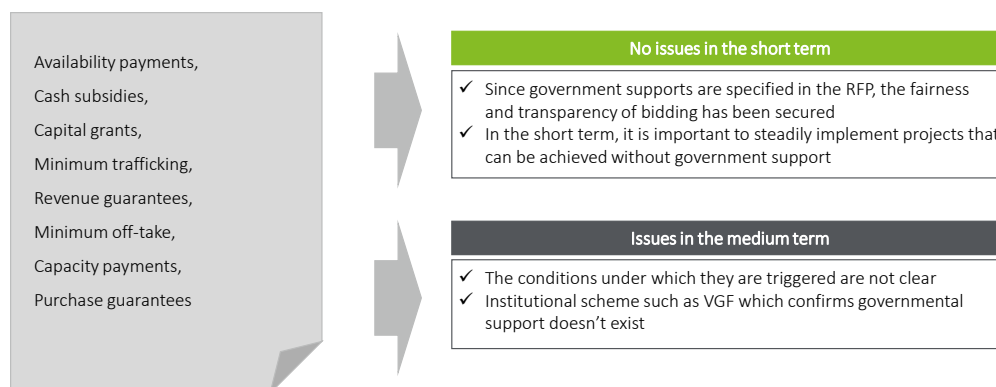 Availability payments,
Cash subsidies,
Capital grants,
Minimum trafficking,
Revenue guarantees,
Minimum off-take,
Capacity payments,
Purchase guarantees
No issues in the short term
✓ Since government supports are specified in the RFP, the fairness
and transparency of bidding has been secured
✓ In the short term, it is important to steadily implement projects that
can be achieved without government support
Issues in the medium term
✓ The conditions under which they are triggered are not clear
✓ Institutional scheme such as VGF which confirms governmental
support doesn't exist